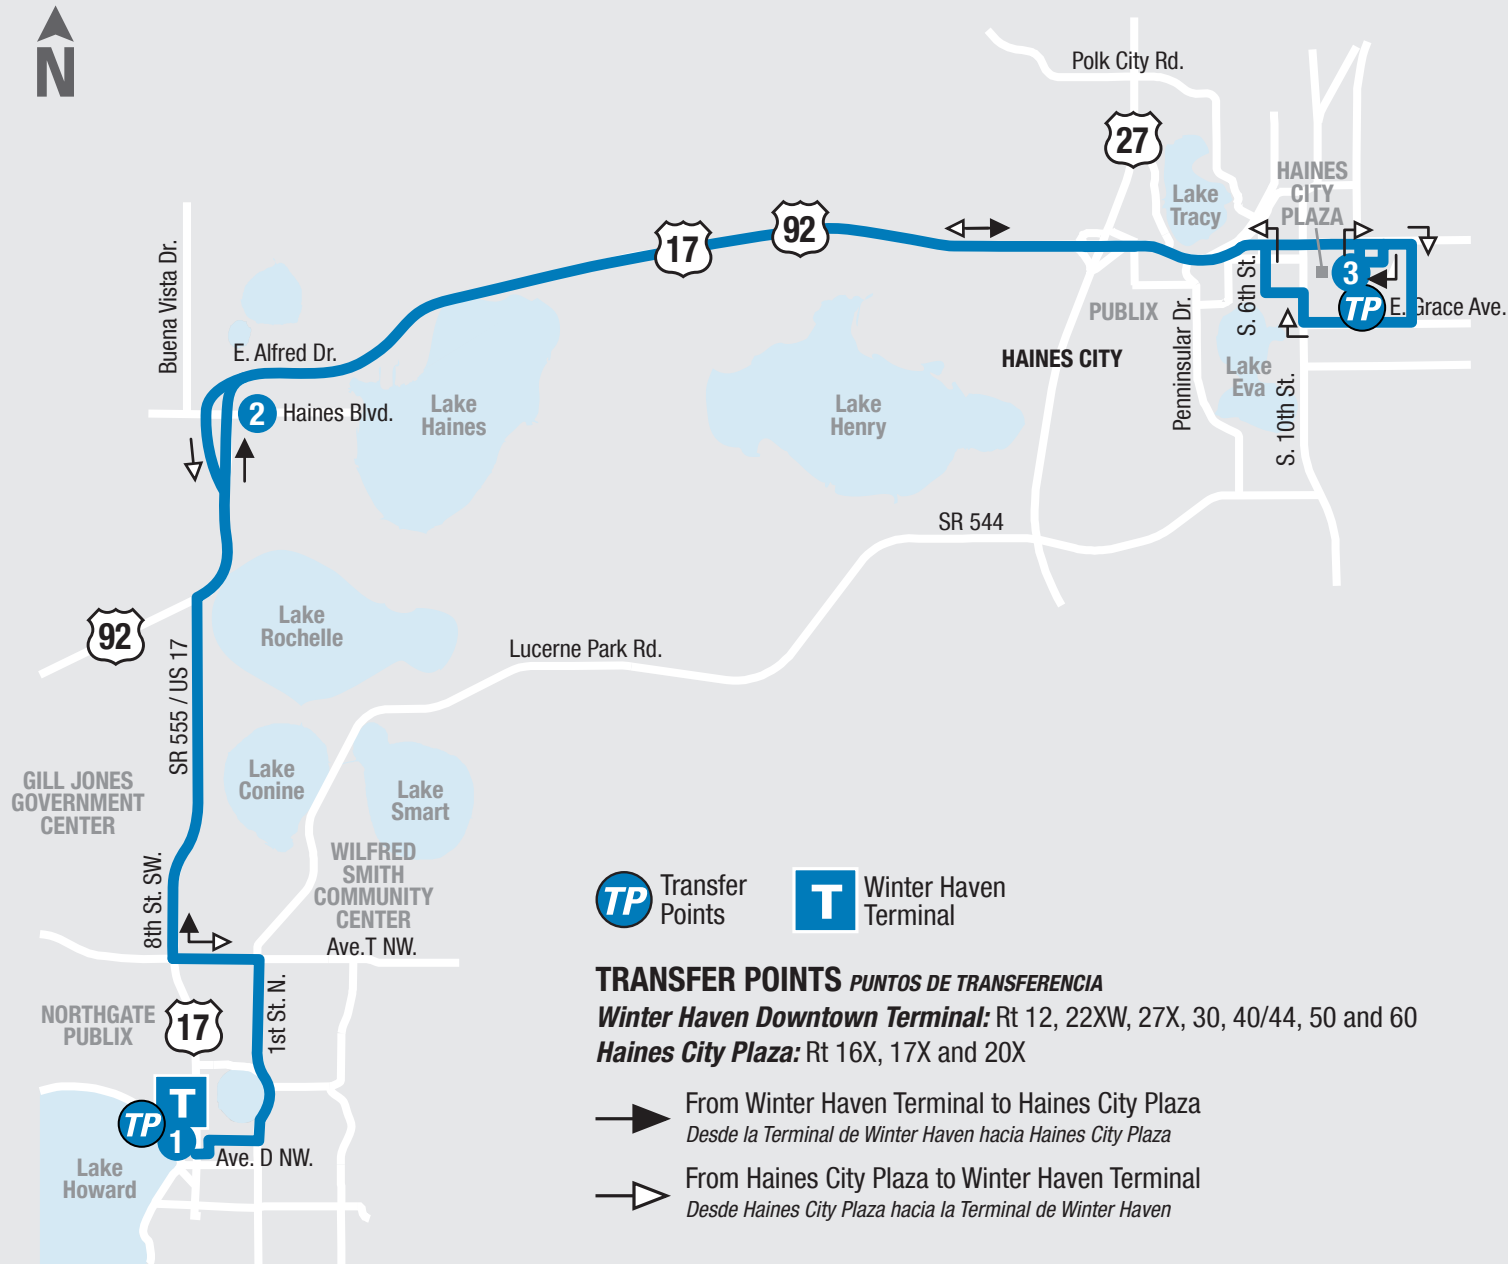 N
Polk City Rd.
27
HAINES
CITY
PLAZA
Lake
Tracy
Buena Vista Dr.
17
92
3
TP
E. Grace Ave.
S. 6th St.
PUBLIX
Penninsular Dr.
HAINES CITY
Lake
Eva
S. 10th St.
E. Alfred Dr.
2
Haines Blvd.
Lake
Haines
Lake
Henry
SR 544
92
Lake
Rochelle
Lucerne Park Rd.
SR 555 / US 17
GILL JONES
GOVERNMENT
CENTER
Lake
Conine
Lake
Smart
WILFRED
SMITH
COMMUNITY
CENTER
8th St. SW.
Ave.T NW.
NORTHGATE
PUBLIX
17
1st St. N.
T
TP
1
Ave. D NW.
Lake
Howard
TP
Transfer
Points
T
Winter Haven
Terminal
TRANSFER POINTS PUNTOS DE TRANSFERENCIA
Winter Haven Downtown Terminal: Rt 12, 22XW, 27X, 30, 40/44, 50 and 60
Haines City Plaza: Rt 16X, 17X and 20X
From Winter Haven Terminal to Haines City Plaza
Desde la Terminal de Winter Haven hacia Haines City Plaza
From Haines City Plaza to Winter Haven Terminal
Desde Haines City Plaza hacia la Terminal de Winter Haven